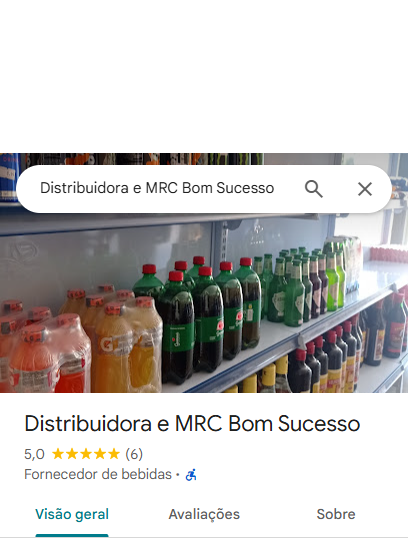 Distribuidora e MRC Bom Sucesso
Distribuidora e MRC Bom Sucesso
5,0 ★★★★★ (6)
Fornecedor de bebidas ·
Visão geral Avaliações Sobre